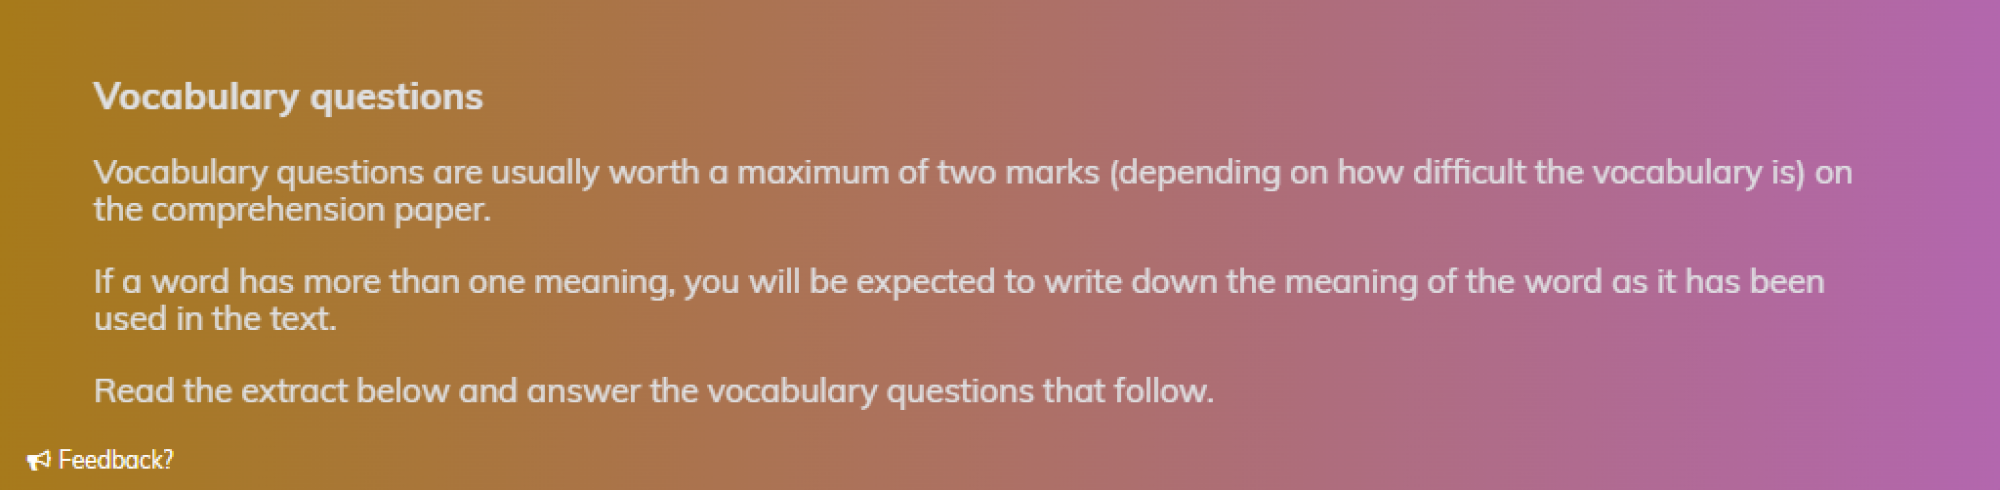 Vocabulary questions
Vocabulary questions are usually worth a maximum of two marks (depending on how difficult the vocabulary is) on
the comprehension paper.
If a word has more than one meaning, you will be expected to write down the meaning of the word as it has been
used in the text.
Read the extract below and answer the vocabulary questions that follow.
Feedback?